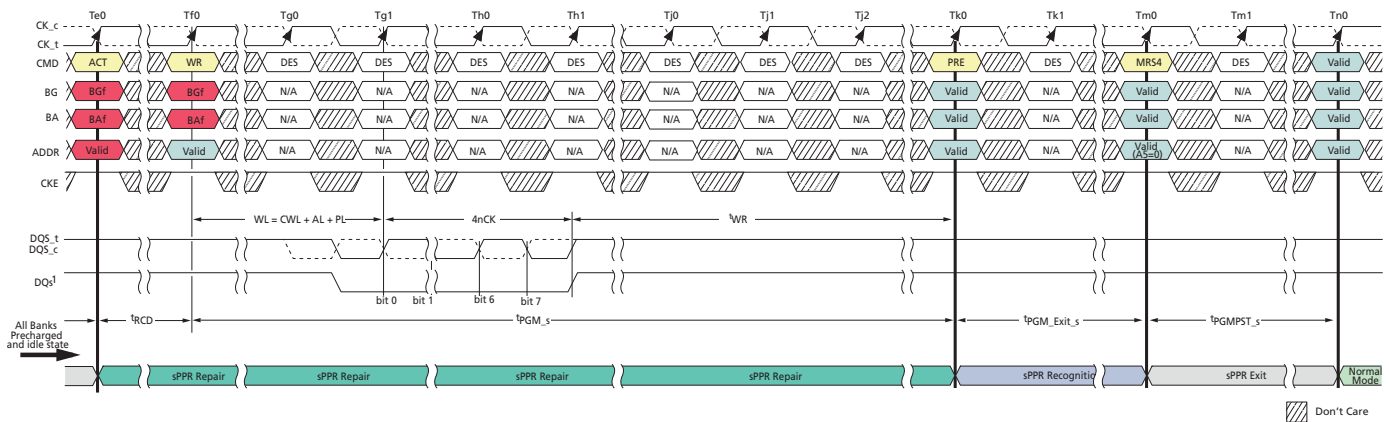 Te0 Tf0 Tg0 Tg1 Th0 Th1 Tj0 Tj1 Tj2 Tk0 Tk1 Tm0 Tm1 Tn0
CK_c
CK_t
CMD ACT WR DES DES DES DES DES DES DES PRE DES MRS4 DES Valid
BG BGf BGf N/A N/A N/A N/A N/A N/A N/A Valid N/A Valid N/A Valid
BA BAf BAf N/A N/A N/A N/A N/A N/A N/A Valid N/A Valid N/A Valid
ADDR Valid Valid N/A N/A N/A N/A N/A N/A N/A Valid N/A Valid (A5=0) N/A Valid
CKE
WL = CWL + AL + PL 4nCK tWR
DQS_t
DQS_c
DQs1
bit 0 bit 1 bit 6 bit 7
All Banks
Precharged
and idle state
tRCD tPGM_s tPGM_Exit_s tPGMPST_s
sPPR Repair sPPR Repair sPPR Repair sPPR Repair sPPR Recognitic sPPR Exit Normal
Mode
Don't Care